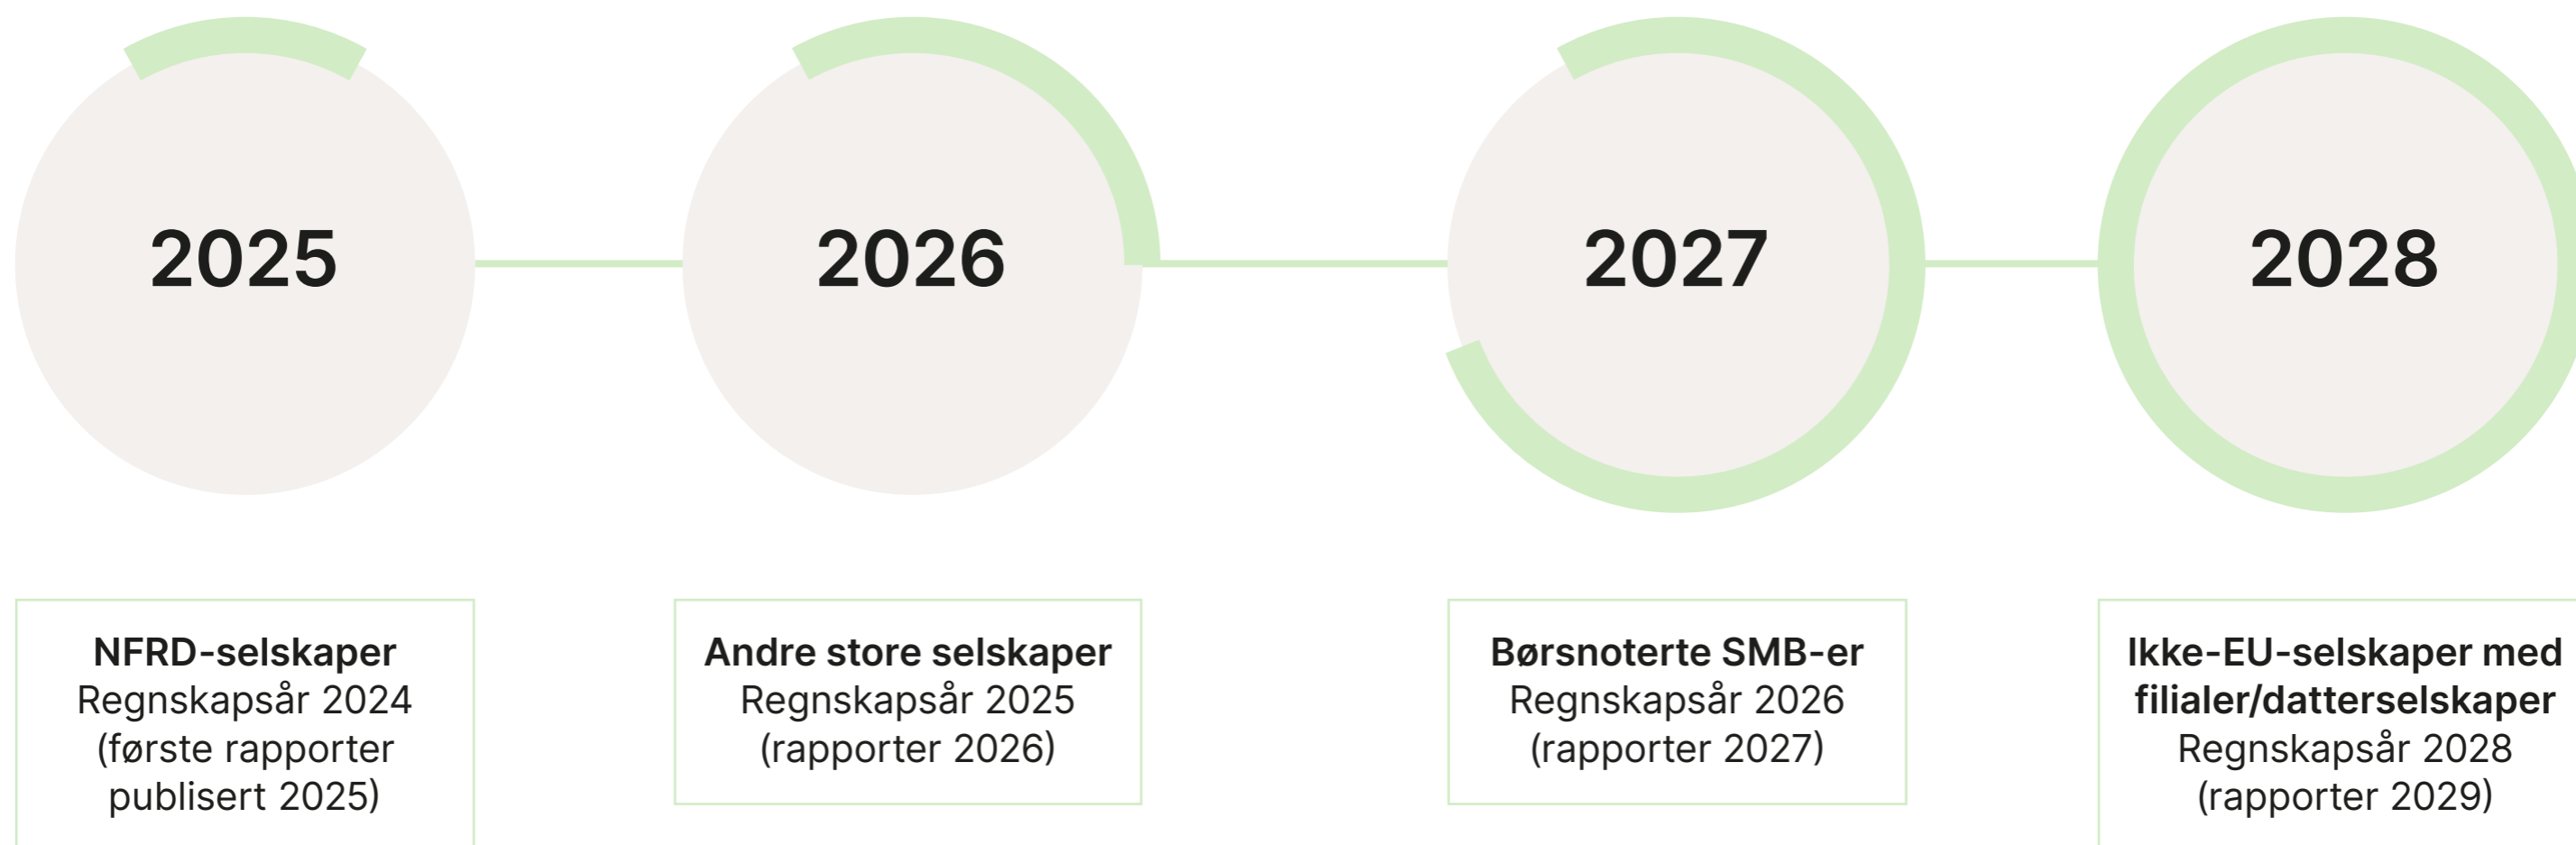 2025
2026
2027
2028
NFRD-selskaper
Regnskapsår 2024
(første rapporter
publisert 2025)
Andre store selskaper
Regnskapsår 2025
(rapporter 2026)
Børsnoterte SMB-er
Regnskapsår 2026
(rapporter 2027)
Ikke-EU-selskaper med
filialer/datterselskaper
Regnskapsår 2028
(rapporter 2029)